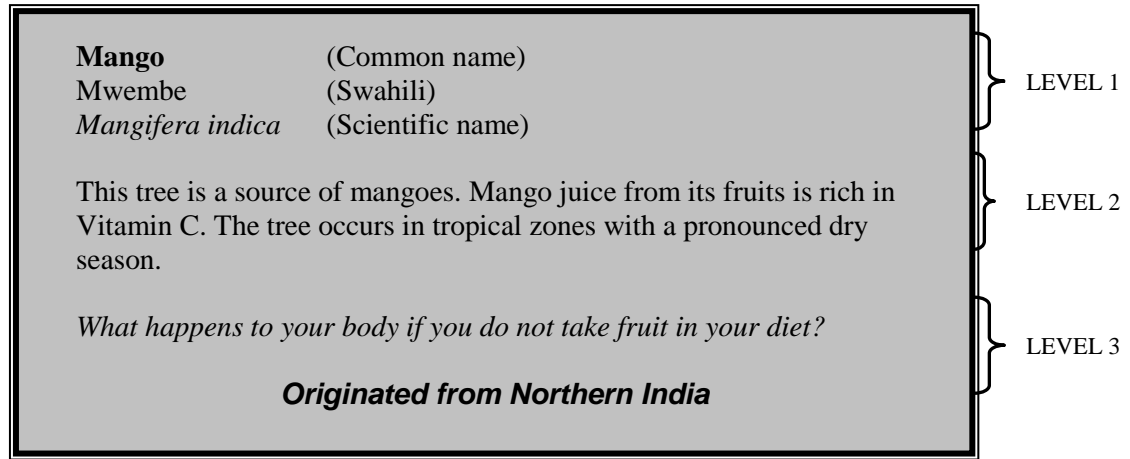 Mango (Common name)
Mwembe (Swahili)
Mangifera indica (Scientific name)
LEVEL 1
This tree is a source of mangoes. Mango juice from its fruits is rich in
Vitamin C. The tree occurs in tropical zones with a pronounced dry
season.
LEVEL 2
What happens to your body if you do not take fruit in your diet?
Originated from Northern India
LEVEL 3